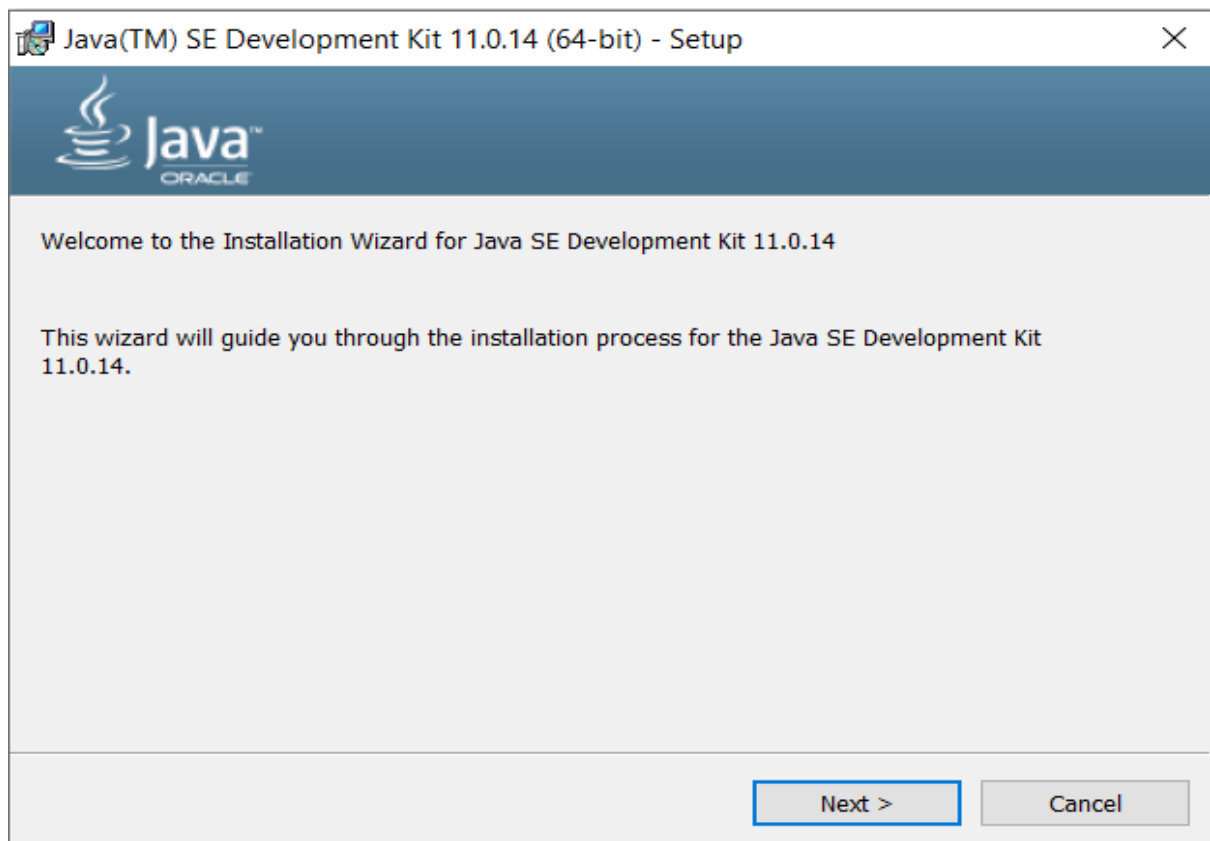 Java(TM) SE Development Kit 11.0.14 (64-bit) - Setup
Java™
ORACLE
Welcome to the Installation Wizard for Java SE Development Kit 11.0.14
This wizard will guide you through the installation process for the Java SE Development Kit
11.0.14.
Next >
Cancel